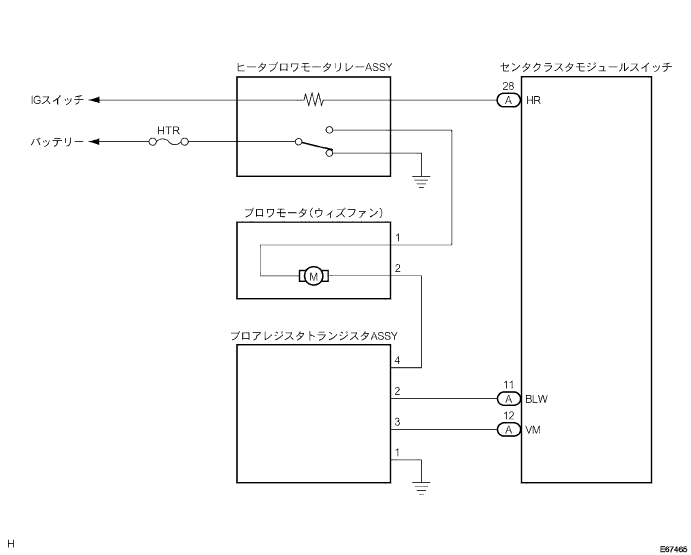 ヒータブロワモータリレーASSY
センタクラスタモジュールスイッチ
IGスイッチ
28
A
HR
バッテリー
HTR
ブロワモータ(ウィズファン)
1
2
M
ブロアレジスタトランジスタASSY
4
2
11
A
BLW
3
12
A
VM
1
H
E67465